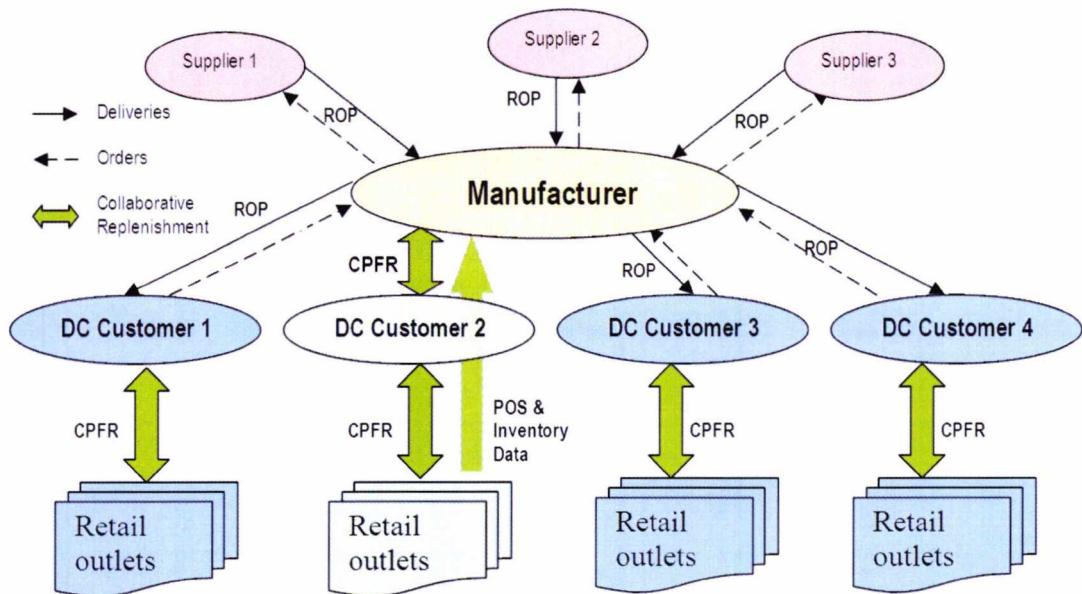 Supplier 1
Supplier 2
Supplier 3
ROP
ROP
ROP
Deliveries
Orders
Collaborative
Replenishment
Manufacturer
ROP
CPFR
ROP
ROP
DC Customer 1
DC Customer 2
DC Customer 3
DC Customer 4
CPFR
CPFR
POS &
Inventory
Data
CPFR
CPFR
Retail
outlets
Retail
outlets
Retail
outlets
Retail
outlets